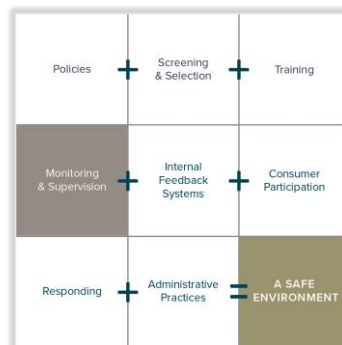 Policies + Screening
& Selection + Training
Monitoring
& Supervision + Internal
Feedback
Systems + Consumer
Participation
Responding + Administrative
Practices = A SAFE
ENVIRONMENT